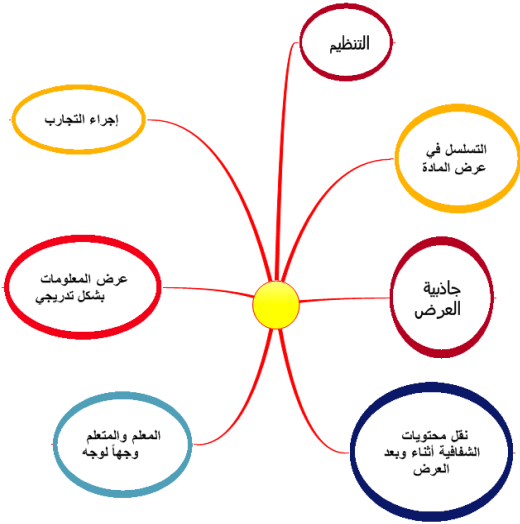 التنظيم
التسلسل في
عرض المادة
جاذبية
العرض
نقل محتويات
الشفافية أثناء وبعد
العرض
المعلم والمتعلم
وجهاً لوجه
عرض المعلومات
بشكل تدريجي
إجراء التجارب